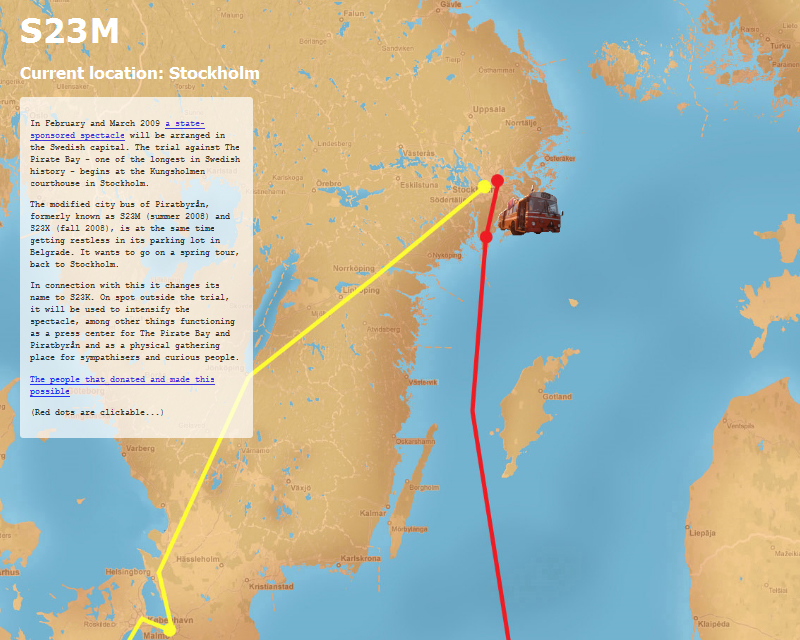 S23M
Current location: Stockholm
In February and March 2009 a state-
sponsored spectacle will be arranged in
the Swedish capital. The trial against The
Pirate Bay - one of the longest in Swedish
history - begins at the Kungsholmen
courthouse in Stockholm.
The modified city bus of Piratbyrån,
formerly known as S23M (summer 2008) and
S23X (fall 2008), is at the same time
getting restless in its parking lot in
Belgrade. It wants to go on a spring tour,
back to Stockholm.
In connection with this it changes its
name to S23K. On spot outside the trial,
it will be used to intensify the
spectacle, among other things functioning
as a press center for The Pirate Bay and
Piratbyrån and as a physical gathering
place for sympathisers and curious people.
The people that donated and made this
possible
(Red dots are clickable...)
Gävle
Falun
Sandviken
Uppsala
Norrtälje
Österåker
Västerås
Örebro
Eskilstuna
Södertälje
Nyköping
Norrköping
Linköping
Västervik
Gotland
Oskarshamn
Borgholm
Kalmar
Mörbylånga
Växjö
Värnamo
Varberg
Karlskrona
Hässleholm
Helsingborg
Kristianstad
København
Malmö
Turku
Ventspils
Liepāja
Klaipėda